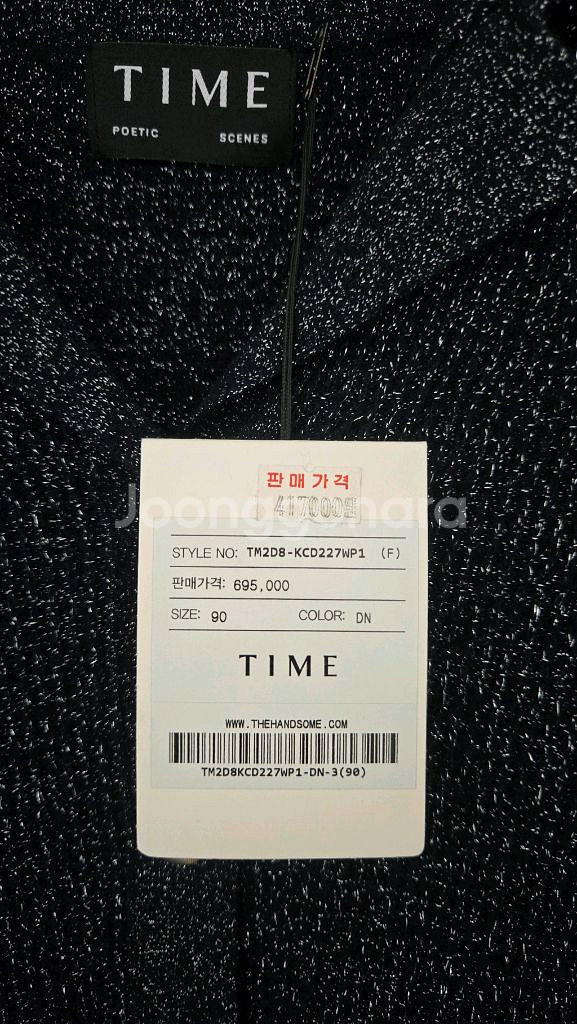 TIME
POETIC SCENES
판매가격
417000원
Joonggonara
STYLE NO: TM2D8-KCD227WP1 (F)
판매가격: 695,000
SIZE: 90 COLOR: DN
TIME
WWW.THEHANDSOME.COM
TM2D8KCD227WP1-DN-3(90)